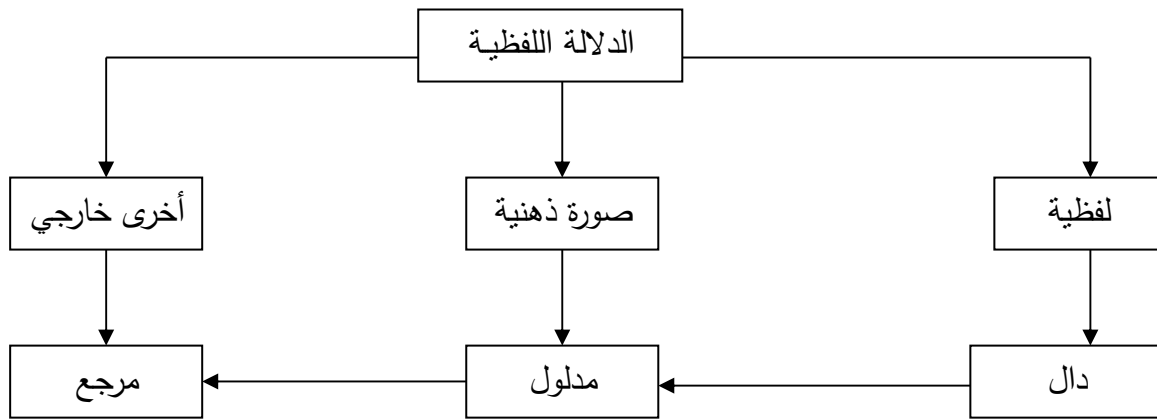 الدلالة اللفظية
لفظية
صورة ذهنية
أخرى خارجي
دال
مدلول
مرجع